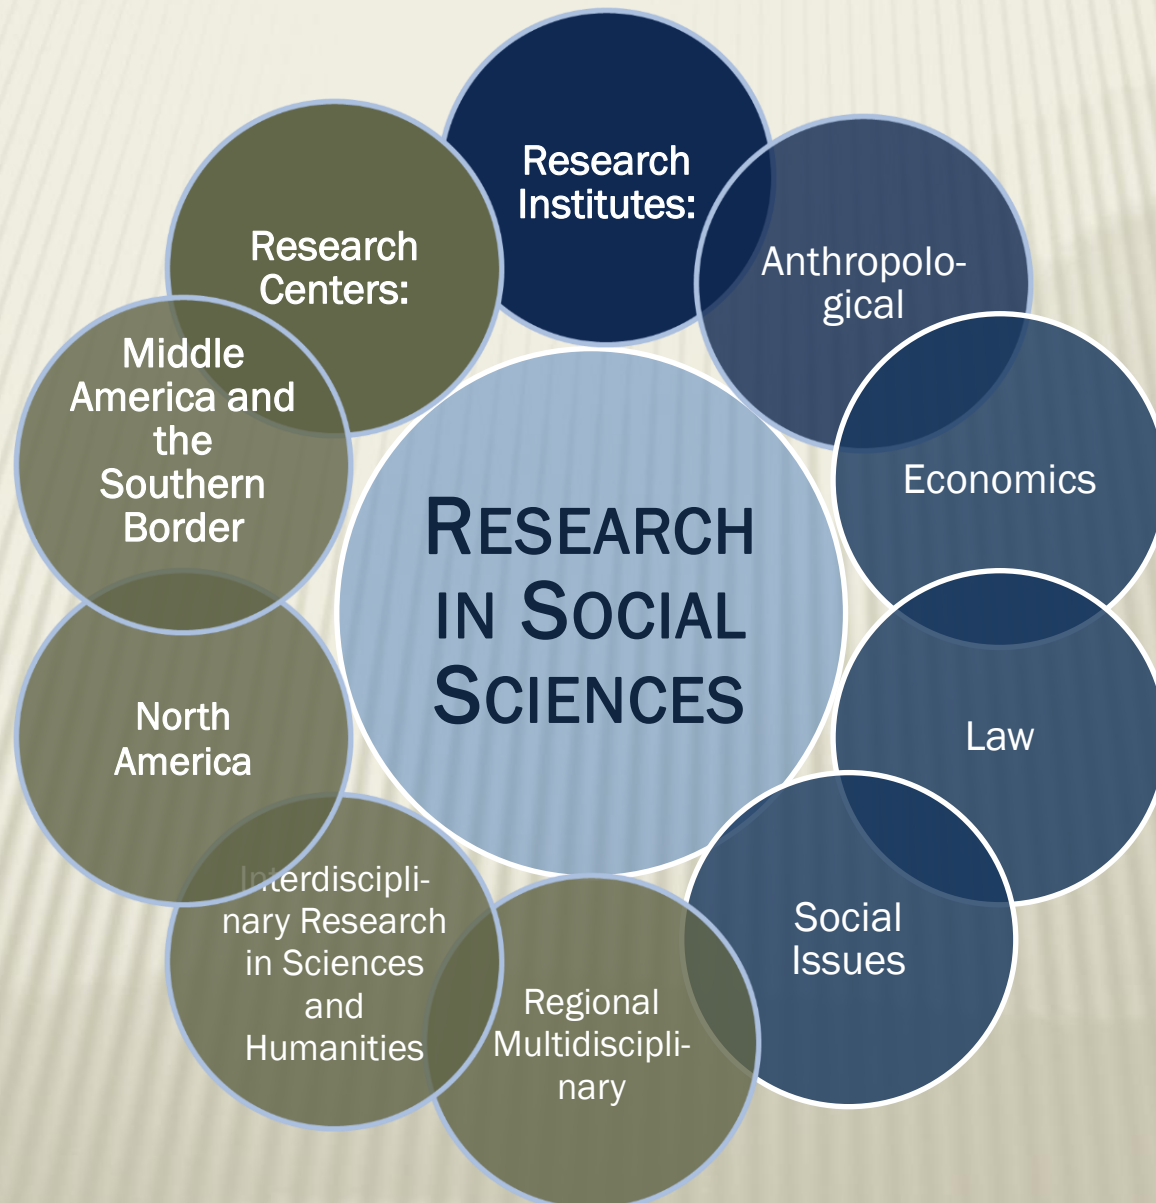 Research
Institutes:
Anthropolo-
gical
Economics
Law
Social
Issues
Regional
Multidiscipli-
nary
Interdiscipli-
nary Research
in Sciences
and
Humanities
North
America
Middle
America and
the
Southern
Border
Research
Centers:
RESEARCH
IN SOCIAL
SCIENCES